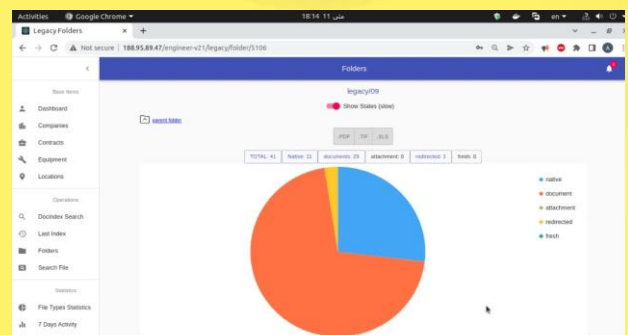 Activities Google Chrome 18:14 11 مئی en
Legacy Folders × +
Not secure | 188.95.89.47/engineer-v21/legacy/folder/5106
Folders
legacy/09
Show States (slow)
parent folder
.PDF .TIF .XLS
TOTAL: 41 Native: 11 documents: 29 attachment: 0 redirected: 1 fresh: 0
native
document
attachment
redirected
fresh
Base Items
Dashboard
Companies
Contracts
Equipment
Locations
Operations
DocIndex Search
Last Index
Folders
Search File
Statistics
File Types Statistics
7 Days Activity